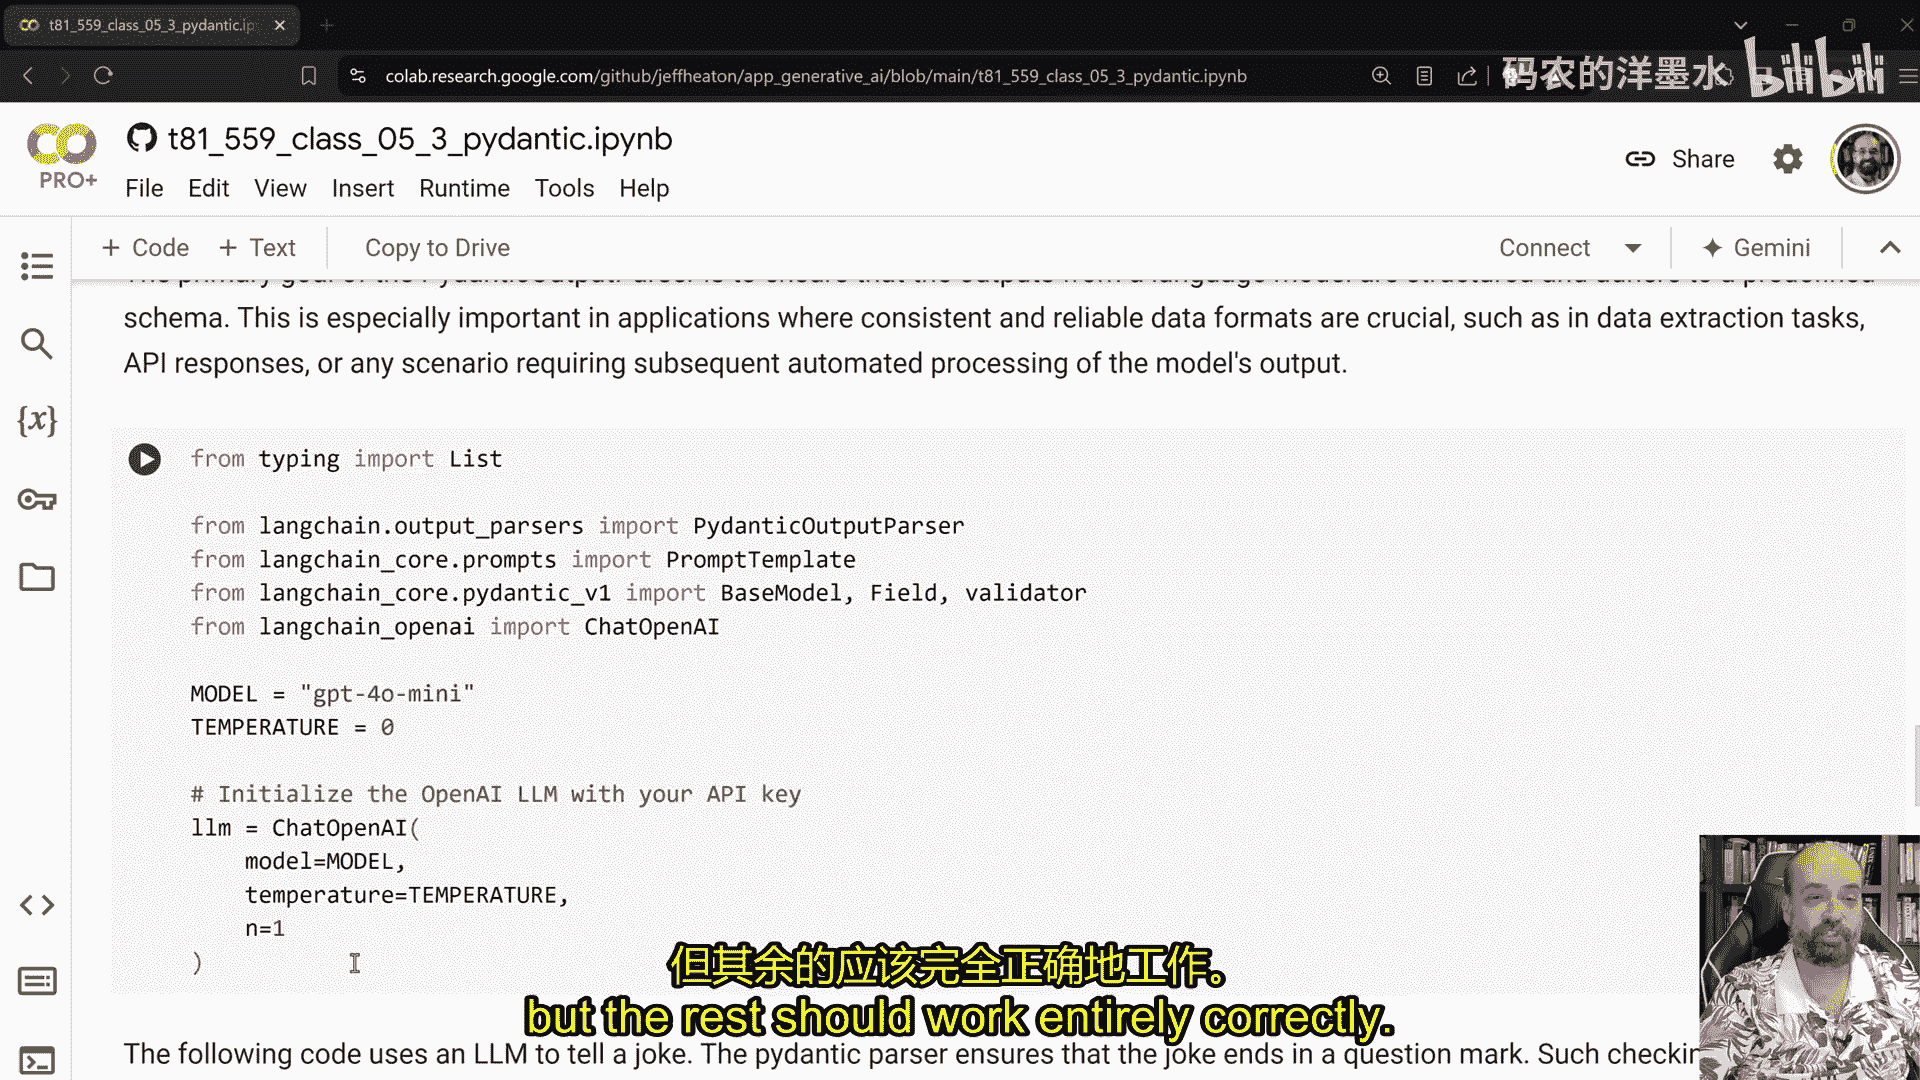 t81_559_class_05_3_pydantic.ip
colab.research.google.com/github/jeffheaton/app_generative_ai/blob/main/t81_559_class_05_3_pydantic.ipynb
码农的洋墨水 bilibili
t81_559_class_05_3_pydantic.ipynb
PRO+
File Edit View Insert Runtime Tools Help
Share
+ Code + Text Copy to Drive Connect Gemini
schema. This is especially important in applications where consistent and reliable data formats are crucial, such as in data extraction tasks,
API responses, or any scenario requiring subsequent automated processing of the model's output.
from typing import List
from langchain.output_parsers import PydanticOutputParser
from langchain_core.prompts import PromptTemplate
from langchain_core.pydantic_v1 import BaseModel, Field, validator
from langchain_openai import ChatOpenAI
MODEL = "gpt-4o-mini"
TEMPERATURE = 0
# Initialize the OpenAI LLM with your API key
llm = ChatOpenAI(
model=MODEL,
temperature=TEMPERATURE,
n=1
)
但其余的应该完全正确地工作。
but the rest should work entirely correctly.
The following code uses an LLM to tell a joke. The pydantic parser ensures that the joke ends in a question mark. Such